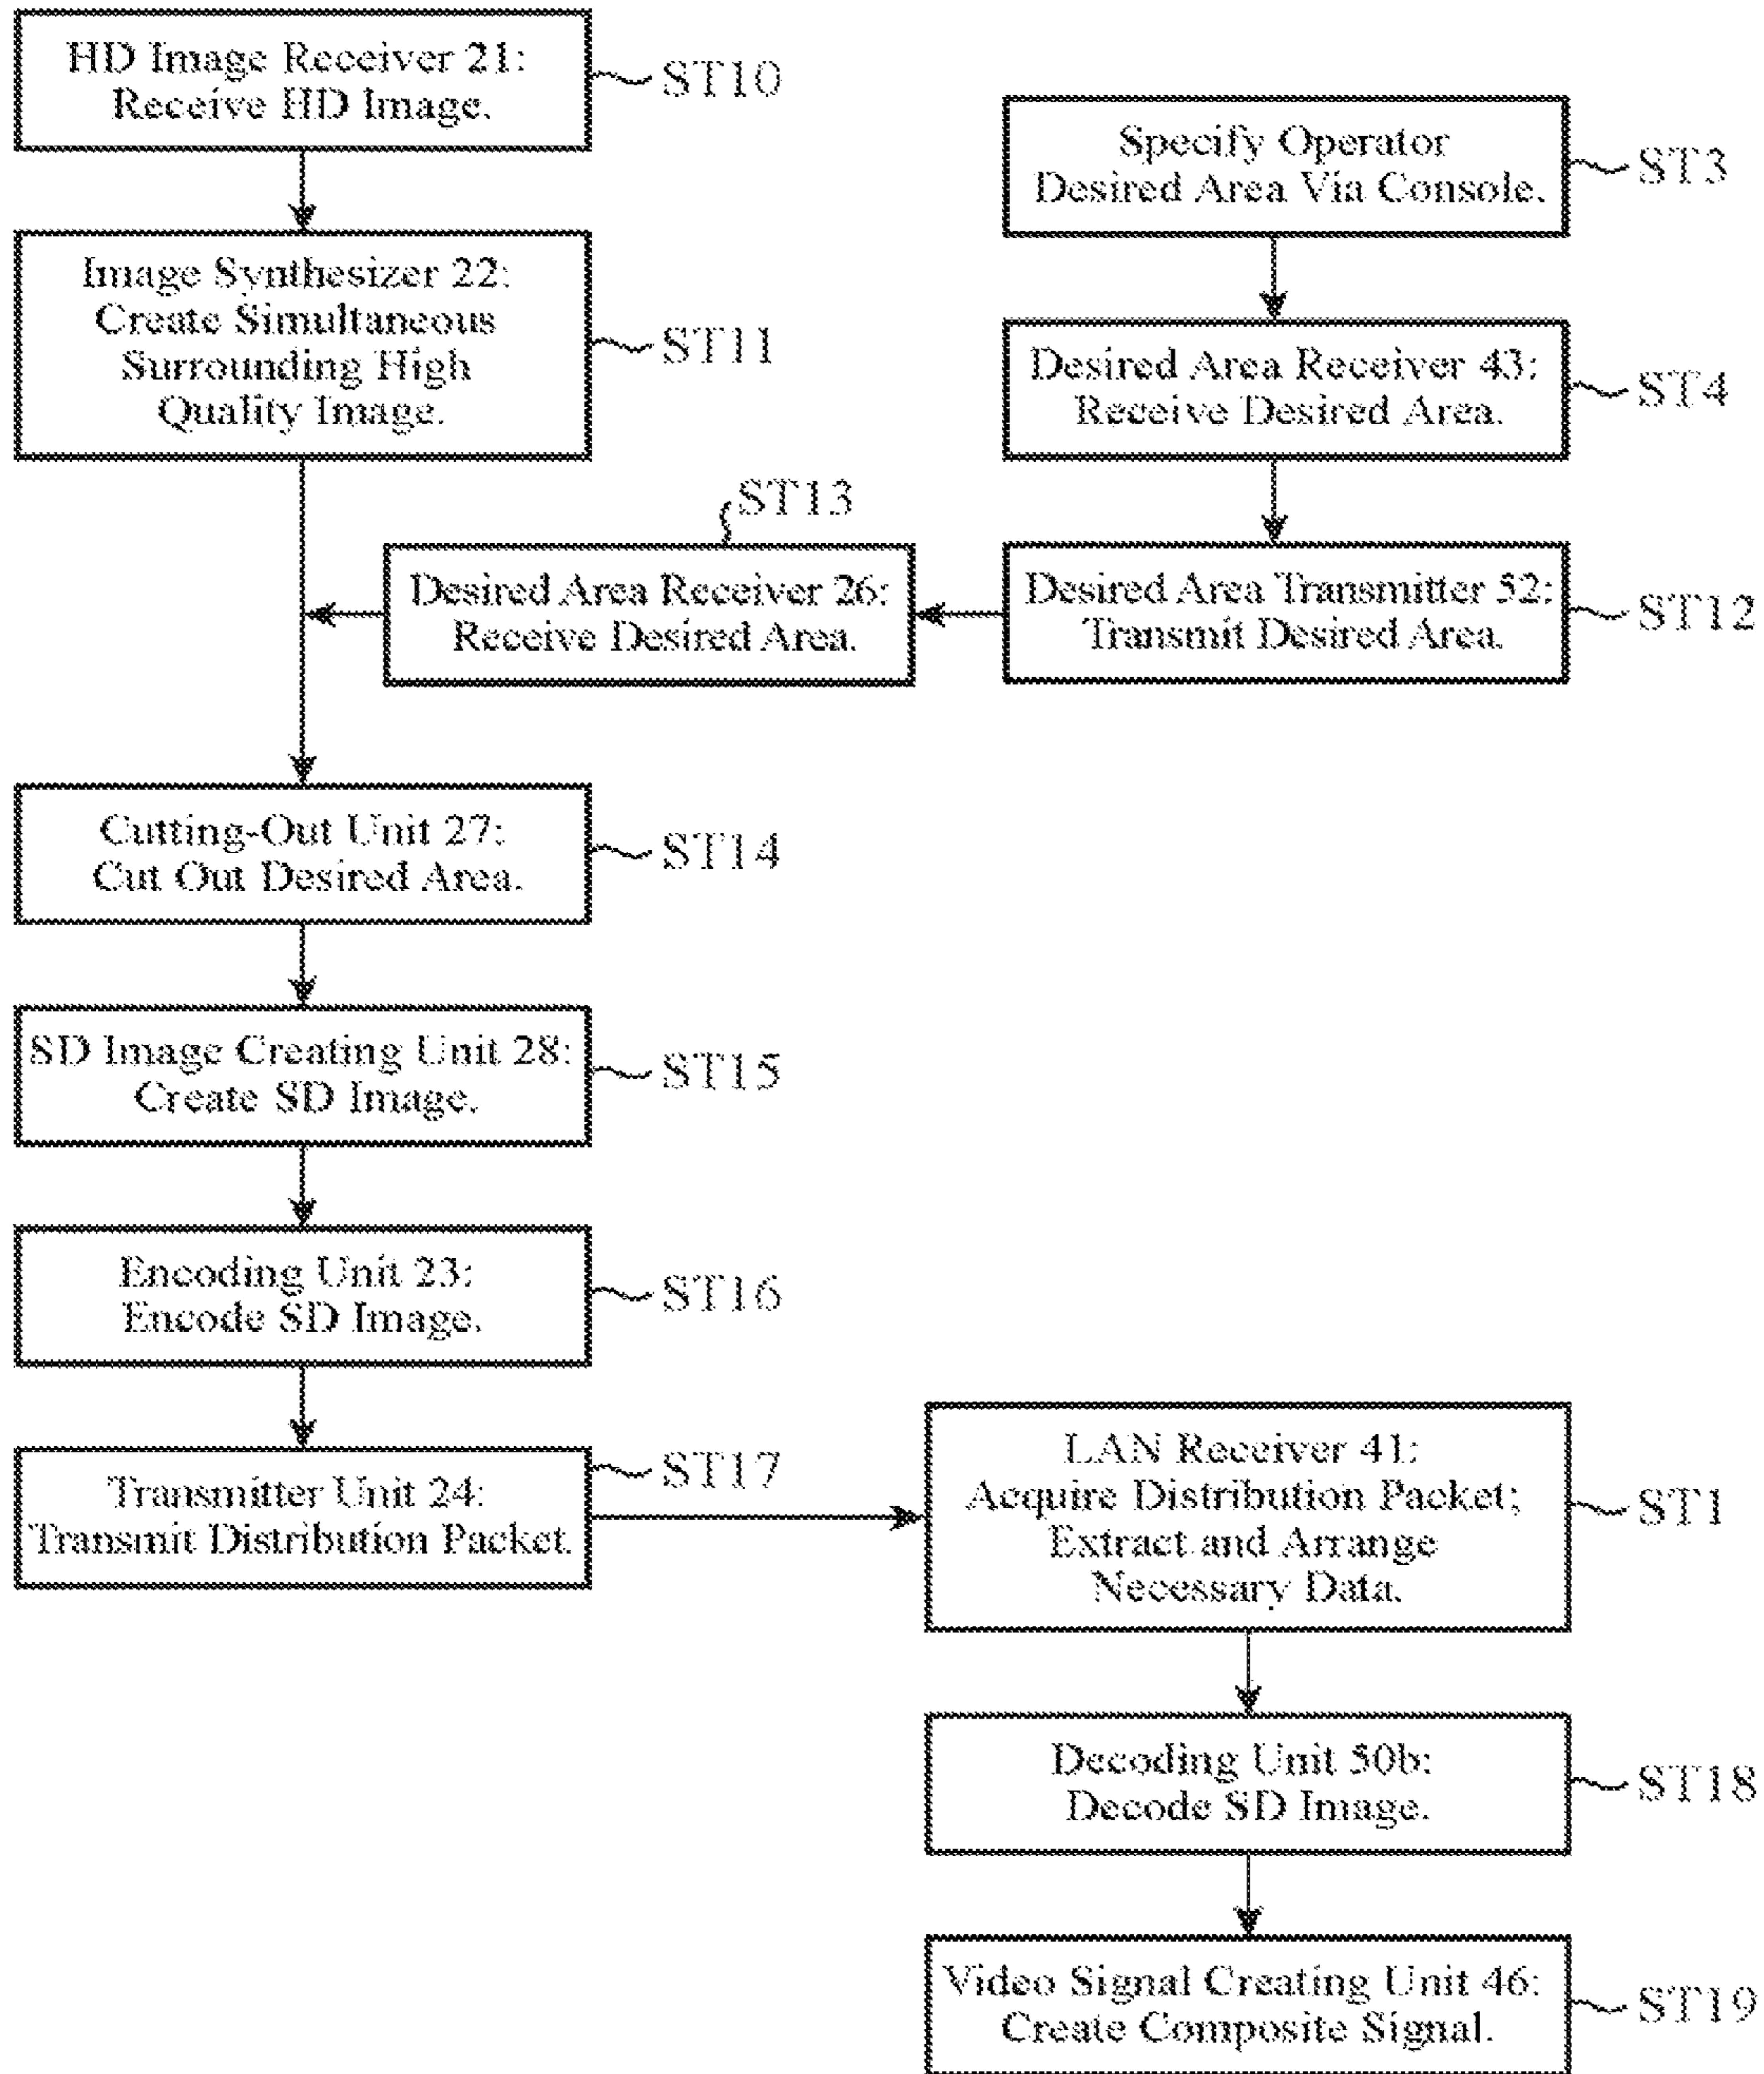 HD Image Receiver 21:
Receive HD Image.
ST10
Specify Operator
Desired Area Via Console.
ST3
Image Synthesizer 22:
Create Simultaneous
Surrounding High
Quality Image.
ST11
Desired Area Receiver 43:
Receive Desired Area.
ST4
ST13
Desired Area Receiver 26:
Receive Desired Area.
Desired Area Transmitter 52:
Transmit Desired Area.
ST12
Cutting-Out Unit 27:
Cut Out Desired Area.
ST14
SD Image Creating Unit 28:
Create SD Image.
ST15
Encoding Unit 23:
Encode SD Image.
ST16
Transmitter Unit 24:
Transmit Distribution Packet.
ST17
LAN Receiver 41:
Acquire Distribution Packet;
Extract and Arrange
Necessary Data.
ST1
Decoding Unit 50b:
Decode SD Image.
ST18
Video Signal Creating Unit 46:
Create Composite Signal.
ST19